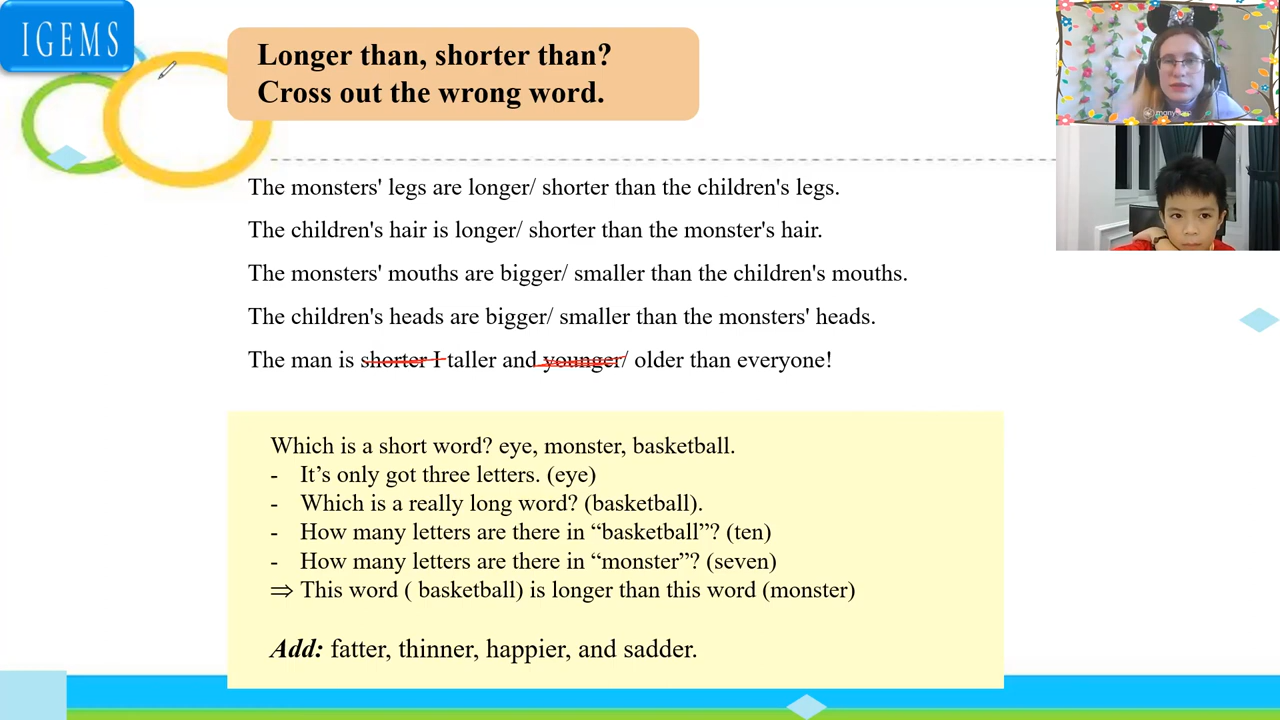 IGEMS
Longer than, shorter than?
Cross out the wrong word.
The monsters' legs are longer/ shorter than the children's legs.
The children's hair is longer/ shorter than the monster's hair.
The monsters' mouths are bigger/ smaller than the children's mouths.
The children's heads are bigger/ smaller than the monsters' heads.
The man is shorter I taller and younger/ older than everyone!
Which is a short word? eye, monster, basketball.
- It’s only got three letters. (eye)
- Which is a really long word? (basketball).
- How many letters are there in “basketball”? (ten)
- How many letters are there in “monster”? (seven)
⇒ This word ( basketball) is longer than this word (monster)
Add: fatter, thinner, happier, and sadder.